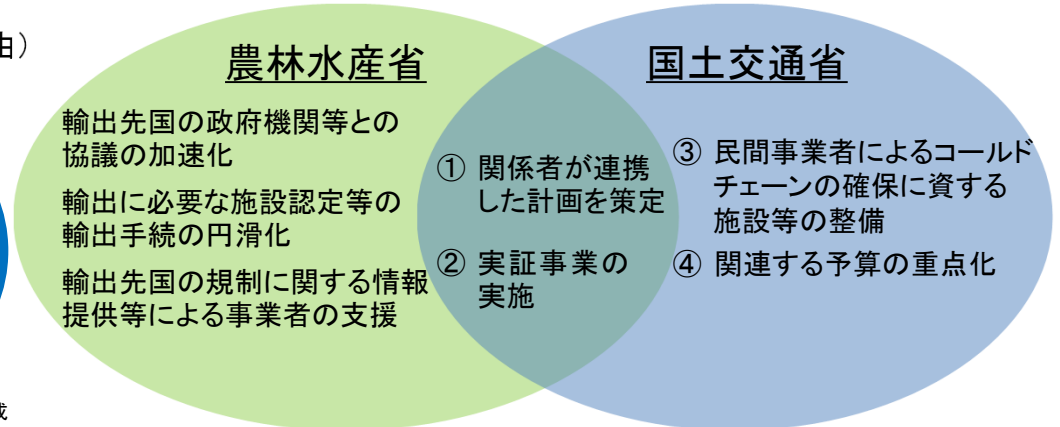 由）
農林水産省
輸出先国の政府機関等との
協議の加速化
輸出に必要な施設認定等の
輸出手続の円滑化
輸出先国の規制に関する情報
提供等による事業者の支援
① 関係者が連携
した計画を策定
② 実証事業の
実施
国土交通省
③ 民間事業者によるコールド
チェーンの確保に資する
施設等の整備
④ 関連する予算の重点化